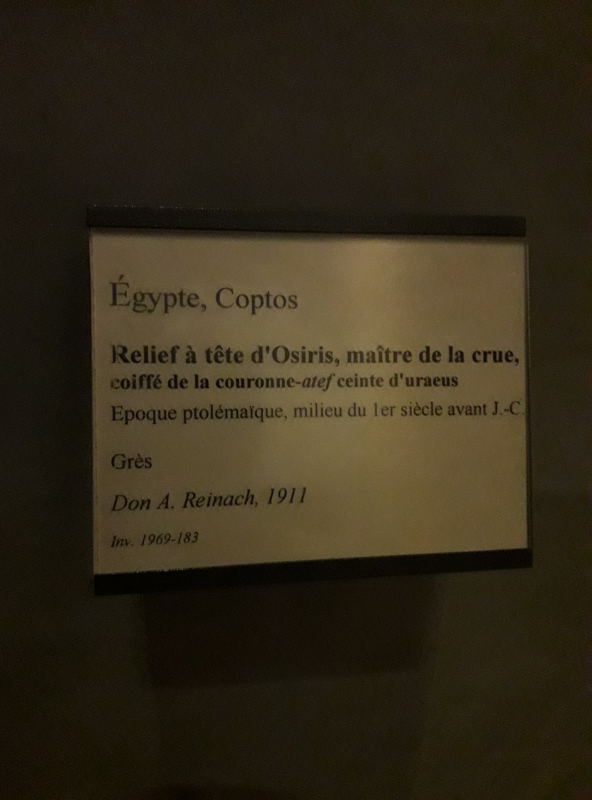 Égypte, Coptos
Relief à tête d'Osiris, maître de la crue,
coiffé de la couronne-atef ceinte d'uraeus
Epoque ptolémaïque, milieu du 1er siècle avant J.-C.
Grès
Don A. Reinach, 1911
Inv. 1969-183